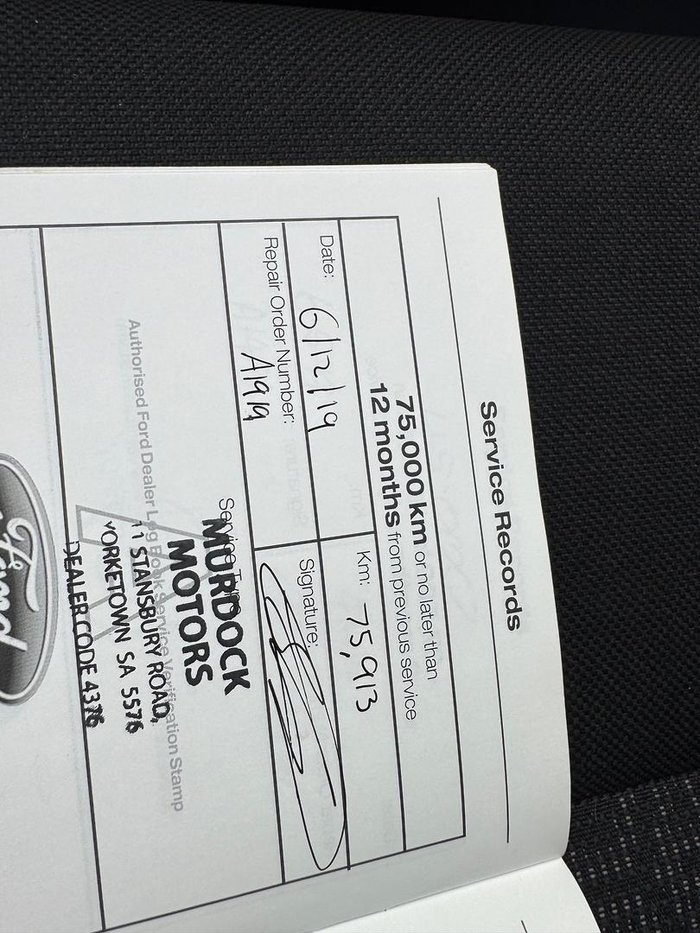 Service Records
75,000 km or no later than
12 months from previous service
Date: 6/12/19
Km: 75,913
Repair Order Number:
A1919
Signature:
Authorised Ford Dealer Log Book Service Verification Stamp
MURDOCK
MOTORS
11 STANSBURY ROAD,
YORKETOWN SA 5576
DEALER CODE 4376
Ford